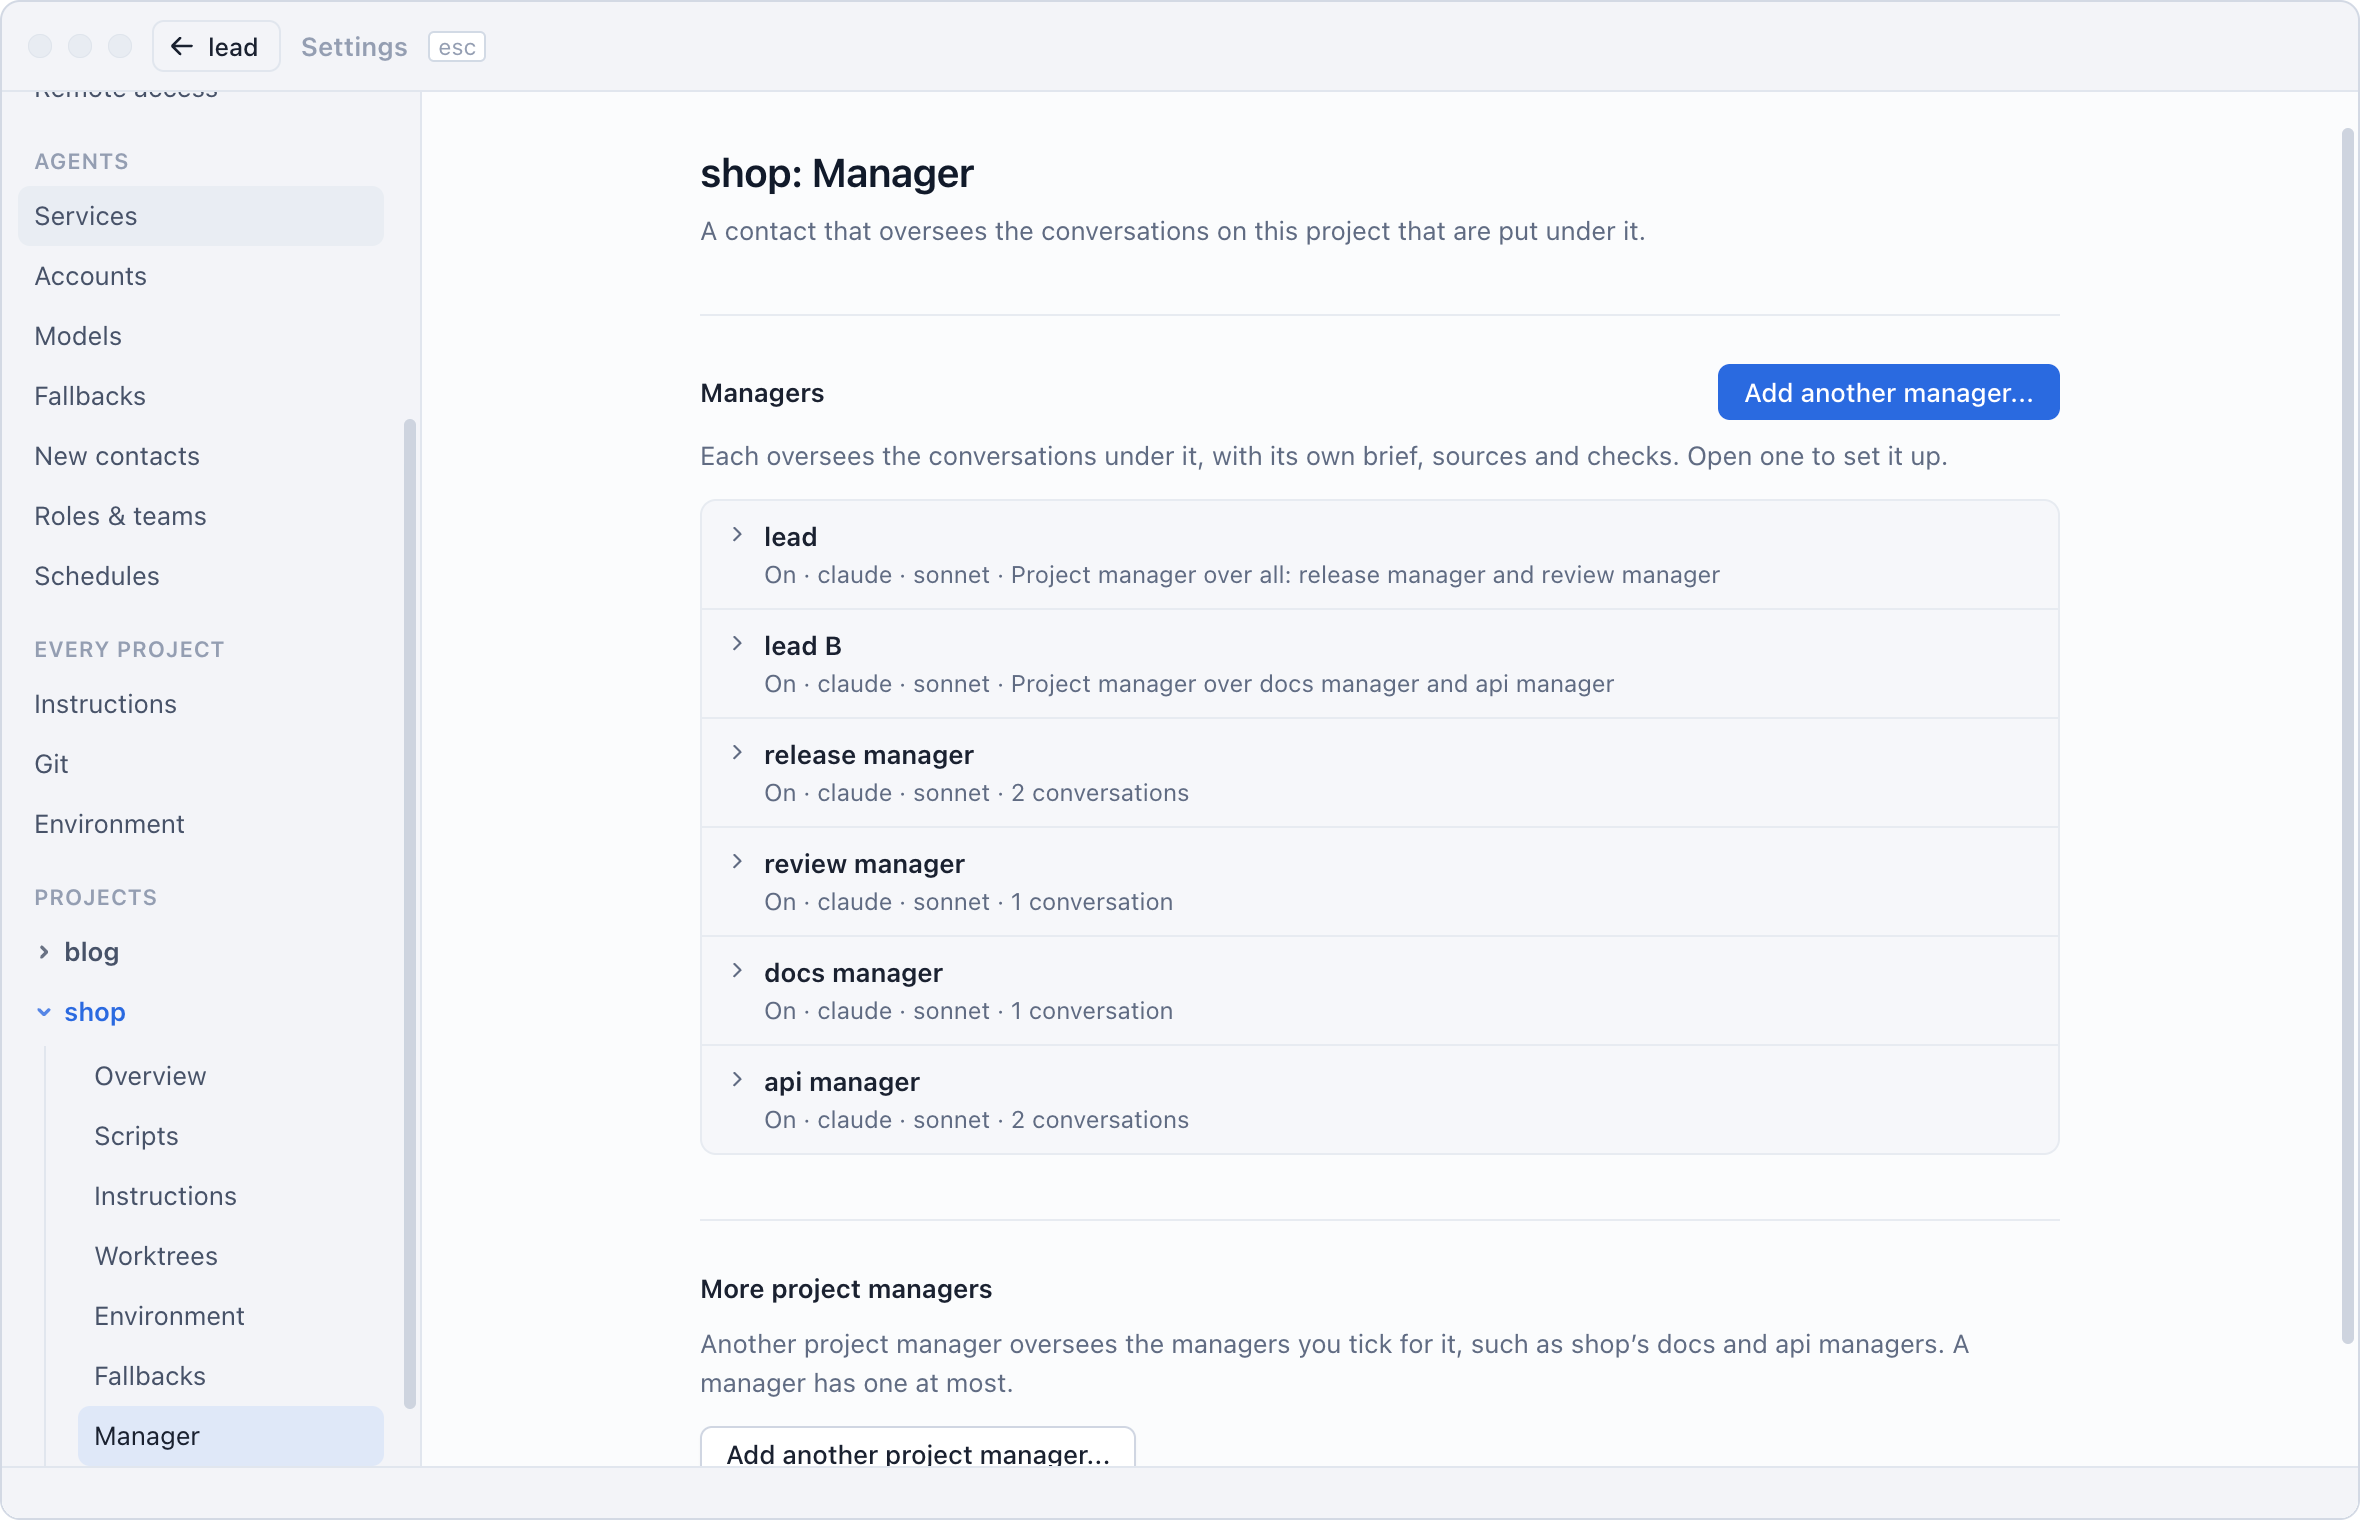 lead
Settings
esc
Remote access
AGENTS
Services
Accounts
Models
Fallbacks
New contacts
Roles & teams
Schedules
EVERY PROJECT
Instructions
Git
Environment
PROJECTS
blog
shop
Overview
Scripts
Instructions
Worktrees
Environment
Fallbacks
Manager
shop: Manager
A contact that oversees the conversations on this project that are put under it.
Managers
Add another manager...
Each oversees the conversations under it, with its own brief, sources and checks. Open one to set it up.
lead
On · claude · sonnet · Project manager over all: release manager and review manager
lead B
On · claude · sonnet · Project manager over docs manager and api manager
release manager
On · claude · sonnet · 2 conversations
review manager
On · claude · sonnet · 1 conversation
docs manager
On · claude · sonnet · 1 conversation
api manager
On · claude · sonnet · 2 conversations
More project managers
Another project manager oversees the managers you tick for it, such as shop’s docs and api managers. A
manager has one at most.
Add another project manager...